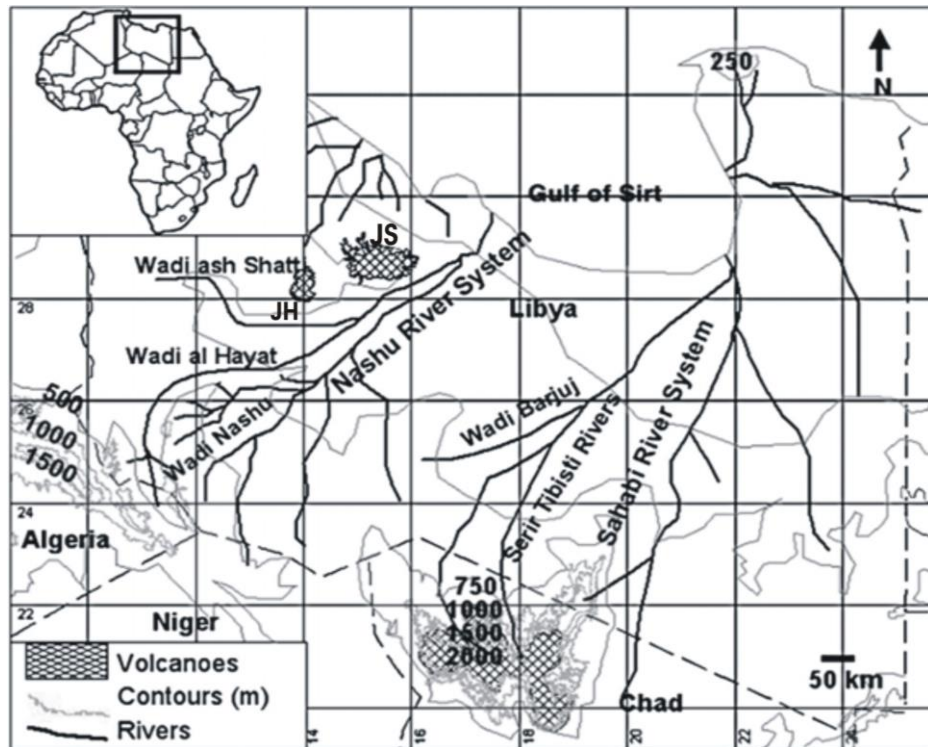 250
N
Gulf of Sirt
JS
Wadi ash Shatt
JH
28
Libya
Nashu River System
Wadi al Hayat
500
26
1000
1500
Wadi Nashu
Wadi Barjuj
Serir Tibisti Rivers
Sahabi River System
24
Algeria
22
750
1000
1500
2000
Niger
Volcanoes
Contours (m)
Rivers
Chad
50 km
14
16
18
20
22